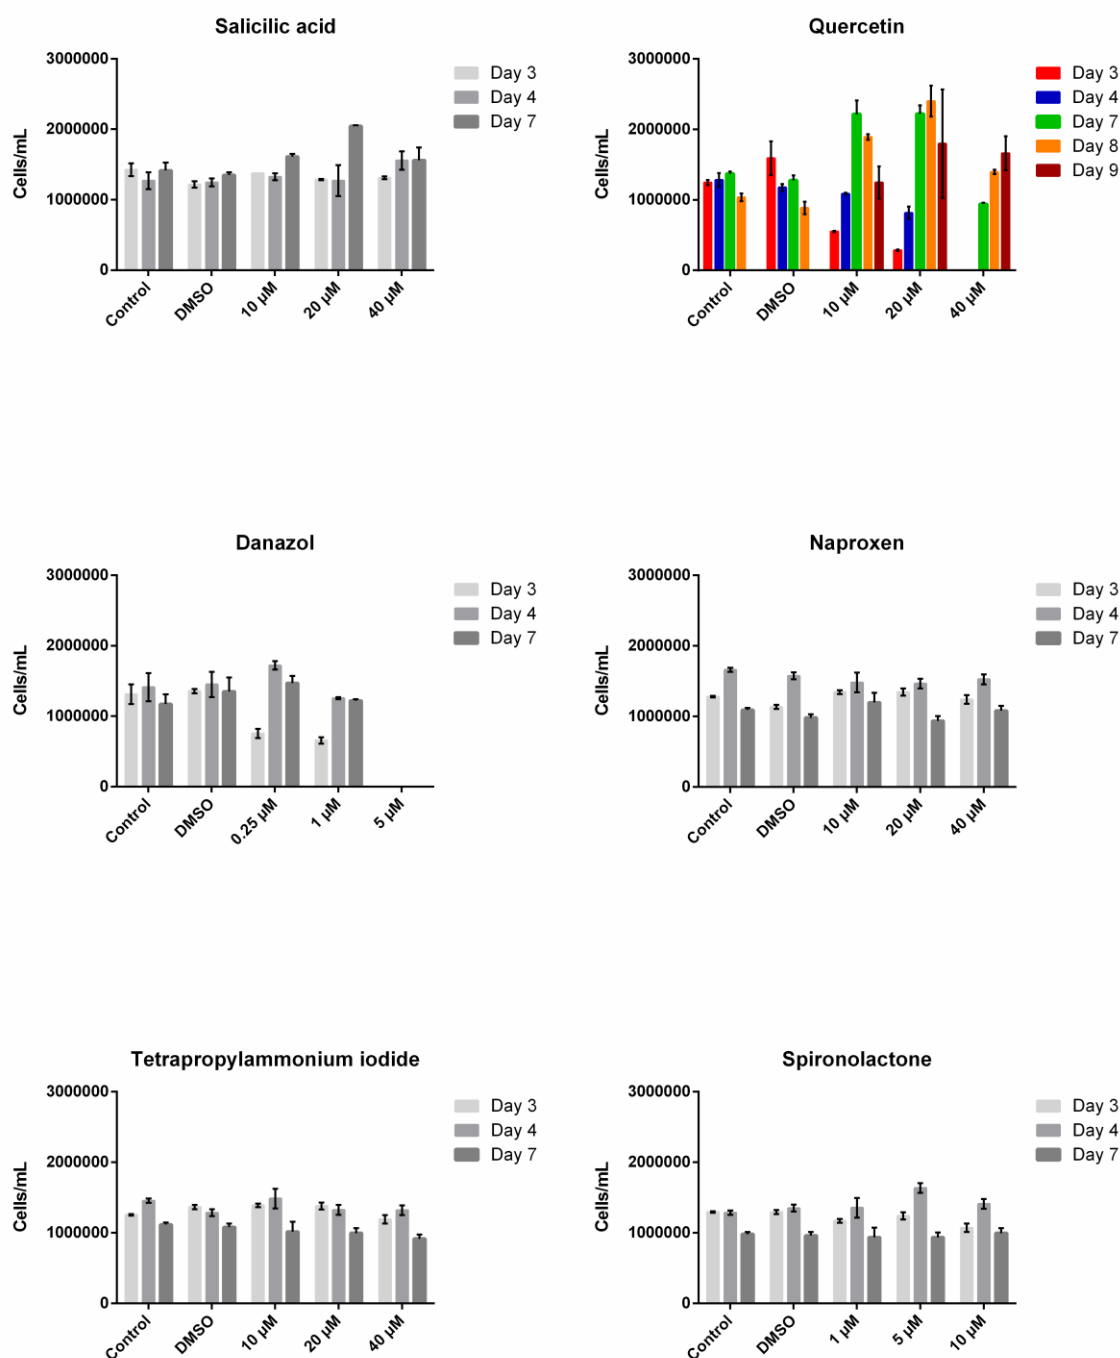 Salicilic acid
Cells/mL
3000000
2000000
1000000
0
Control
DMSO
10 µM
20 µM
40 µM
Day 3
Day 4
Day 7
Quercetin
Cells/mL
3000000
2000000
1000000
0
Control
DMSO
10 µM
20 µM
40 µM
Day 3
Day 4
Day 7
Day 8
Day 9
Danazol
Cells/mL
3000000
2000000
1000000
0
Control
DMSO
0.25 µM
1 µM
5 µM
Day 3
Day 4
Day 7
Naproxen
Cells/mL
3000000
2000000
1000000
0
Control
DMSO
10 µM
20 µM
40 µM
Day 3
Day 4
Day 7
Tetrapropylammonium iodide
Cells/mL
3000000
2000000
1000000
0
Control
DMSO
10 µM
20 µM
40 µM
Day 3
Day 4
Day 7
Spironolactone
Cells/mL
3000000
2000000
1000000
0
Control
DMSO
1 µM
5 µM
10 µM
Day 3
Day 4
Day 7